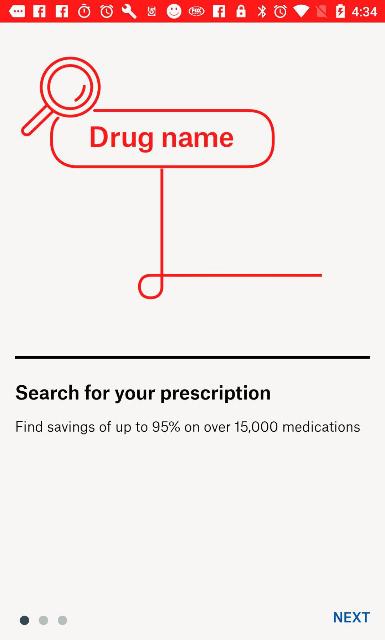 4:34
Drug name
Search for your prescription
Find savings of up to 95% on over 15,000 medications
NEXT